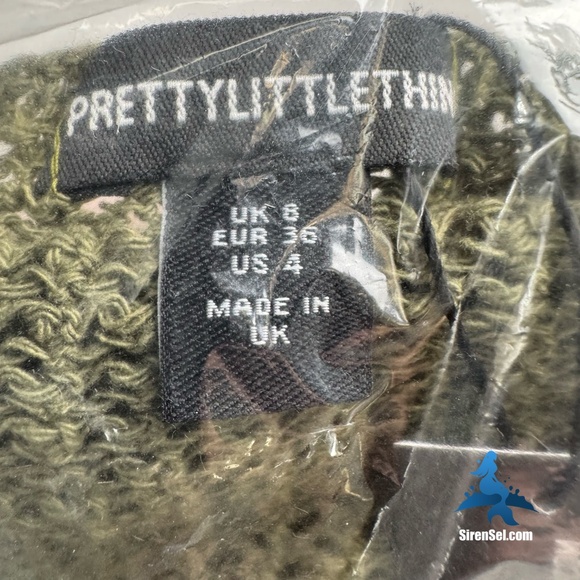 PRETTYLITTLETHIN
UK 8
EUR 36
US 4
MADE IN
UK
SirenSel.com